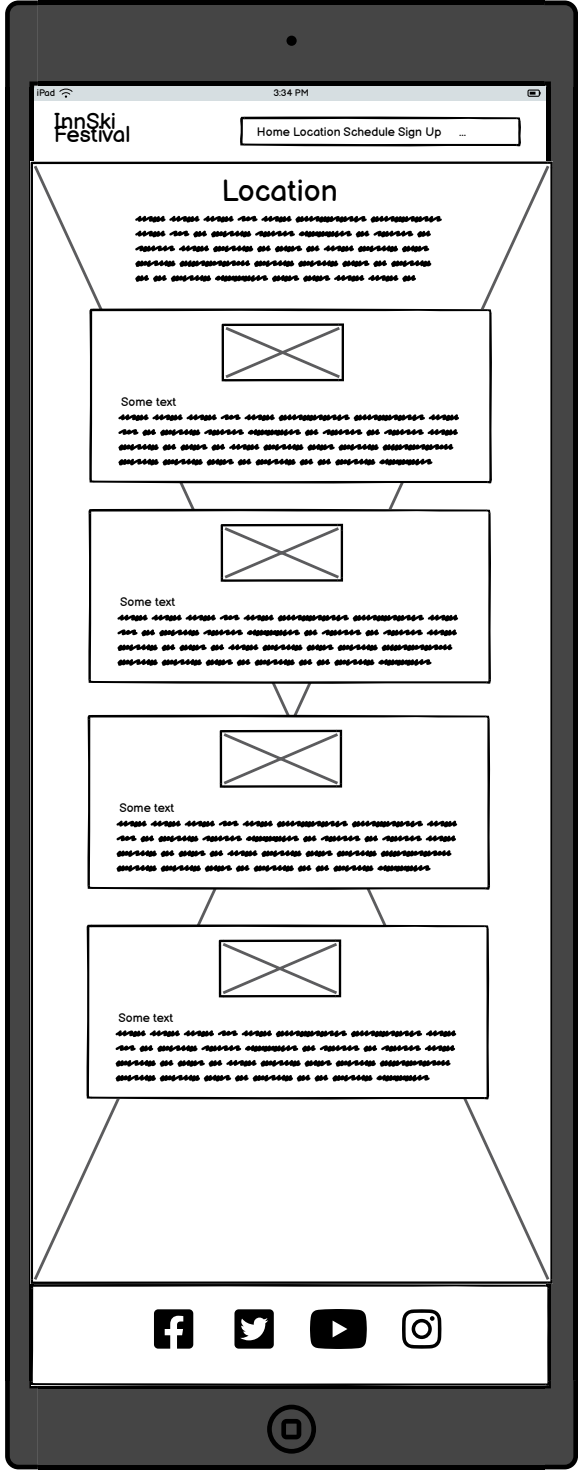 iPad 3:34 PM
InnSki
Festival
Home Location Schedule Sign Up ...
Location
Some text
Some text
Some text
Some text